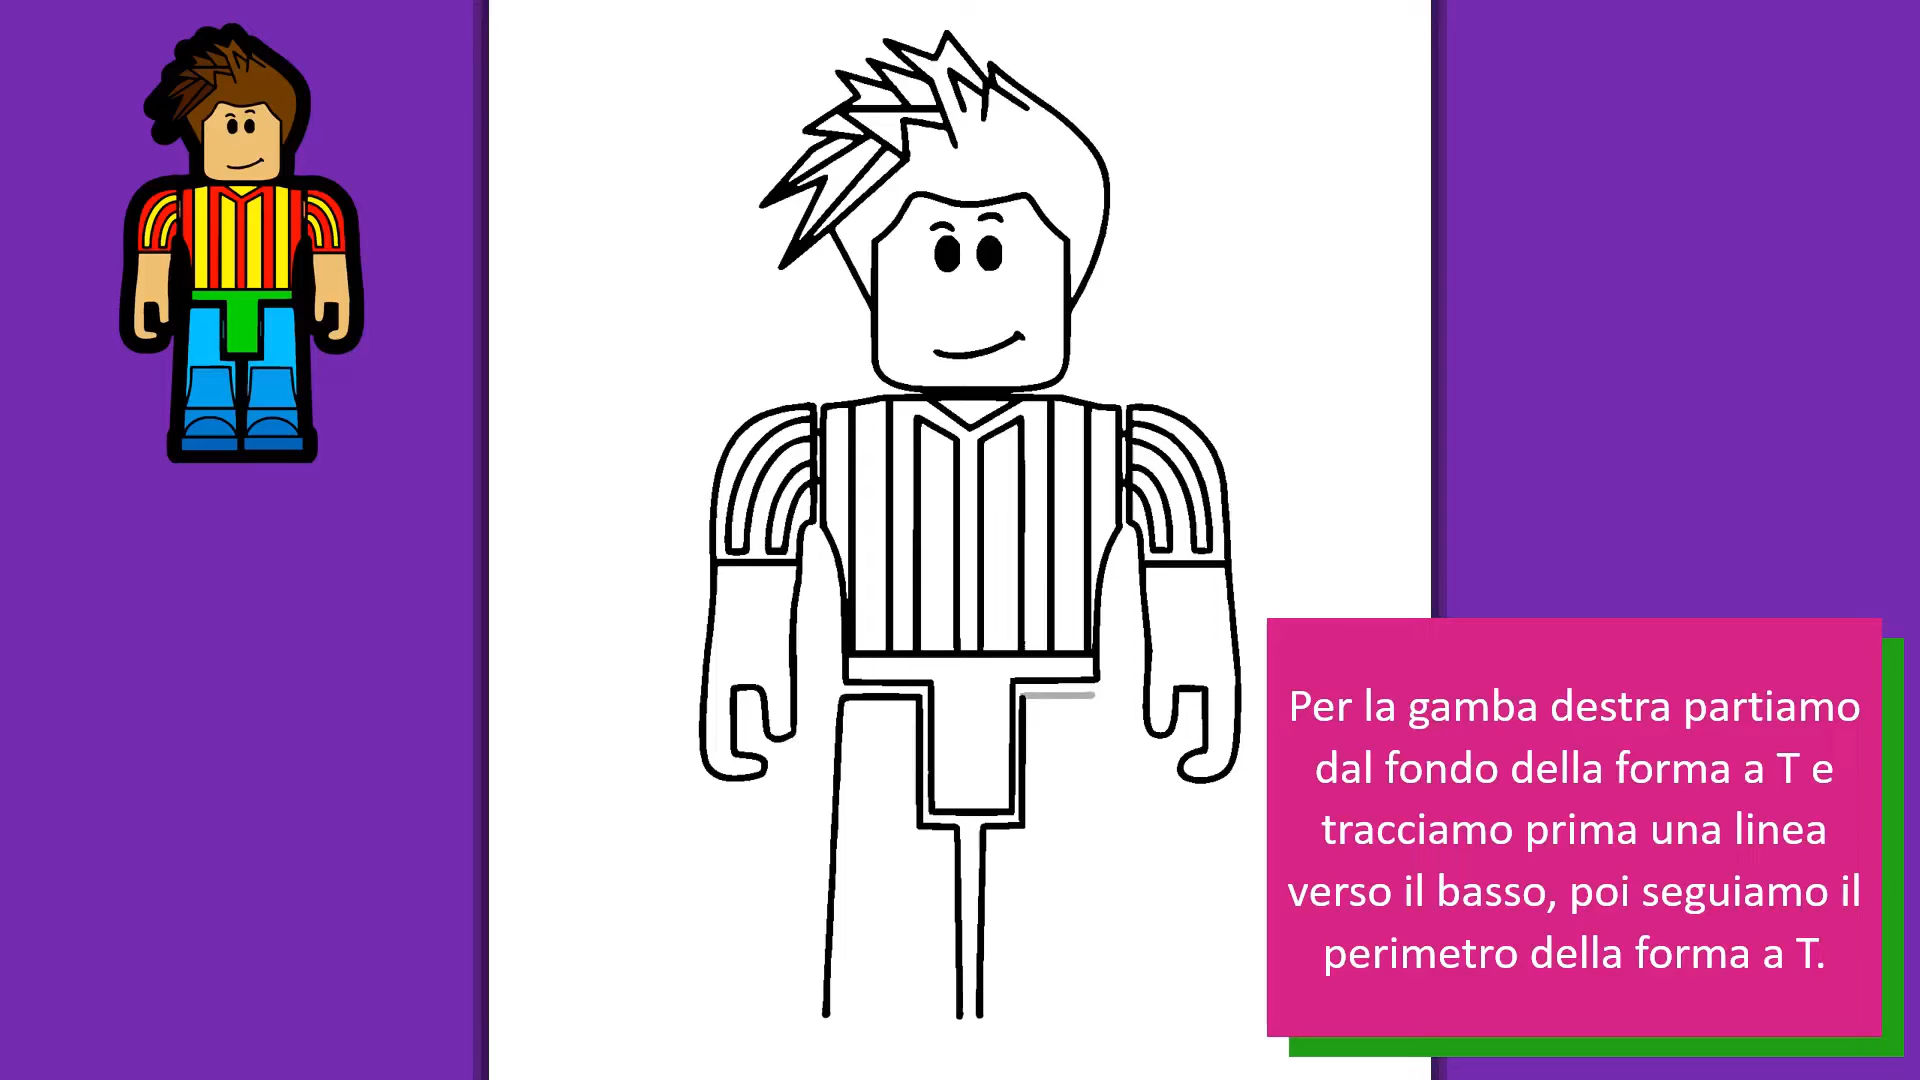 Per la gamba destra partiamo
dal fondo della forma a T e
tracciamo prima una linea
verso il basso, poi seguiamo il
perimetro della forma a T.